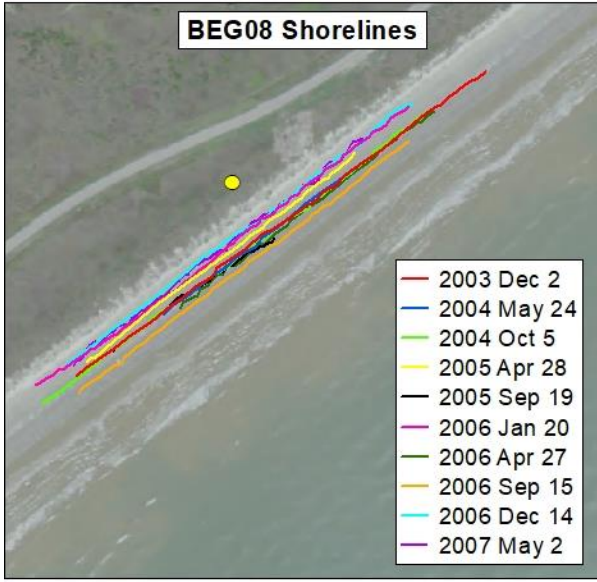 BEG08 Shorelines
2003 Dec 2
2004 May 24
2004 Oct 5
2005 Apr 28
2005 Sep 19
2006 Jan 20
2006 Apr 27
2006 Sep 15
2006 Dec 14
2007 May 2